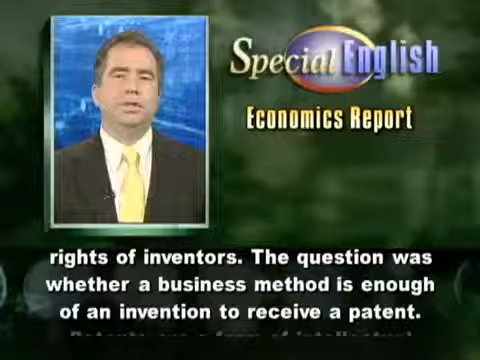 Special English
Economics Report
rights of inventors. The question was
whether a business method is enough
of an invention to receive a patent.